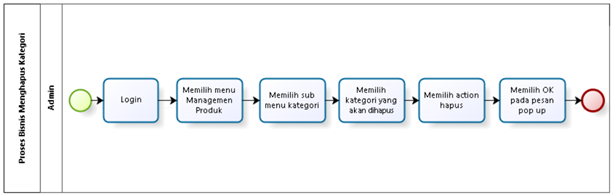 Proses Bisnis Menghapus Kategori
Admin
Login
Memilih menu
Managemen
Produk
Memilih sub
menu kategori
Memilih
kategori yang
akan dihapus
Memilih action
hapus
Memilih OK
pada pesan
pop up